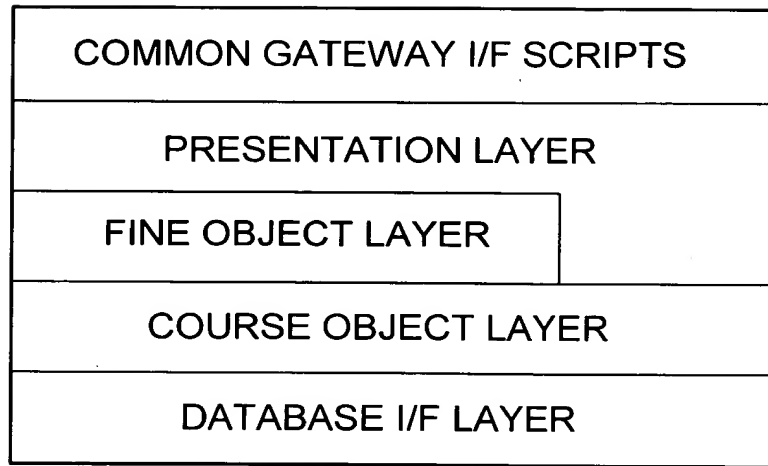 COMMON GATEWAY I/F SCRIPTS
PRESENTATION LAYER
FINE OBJECT LAYER
COURSE OBJECT LAYER
DATABASE I/F LAYER